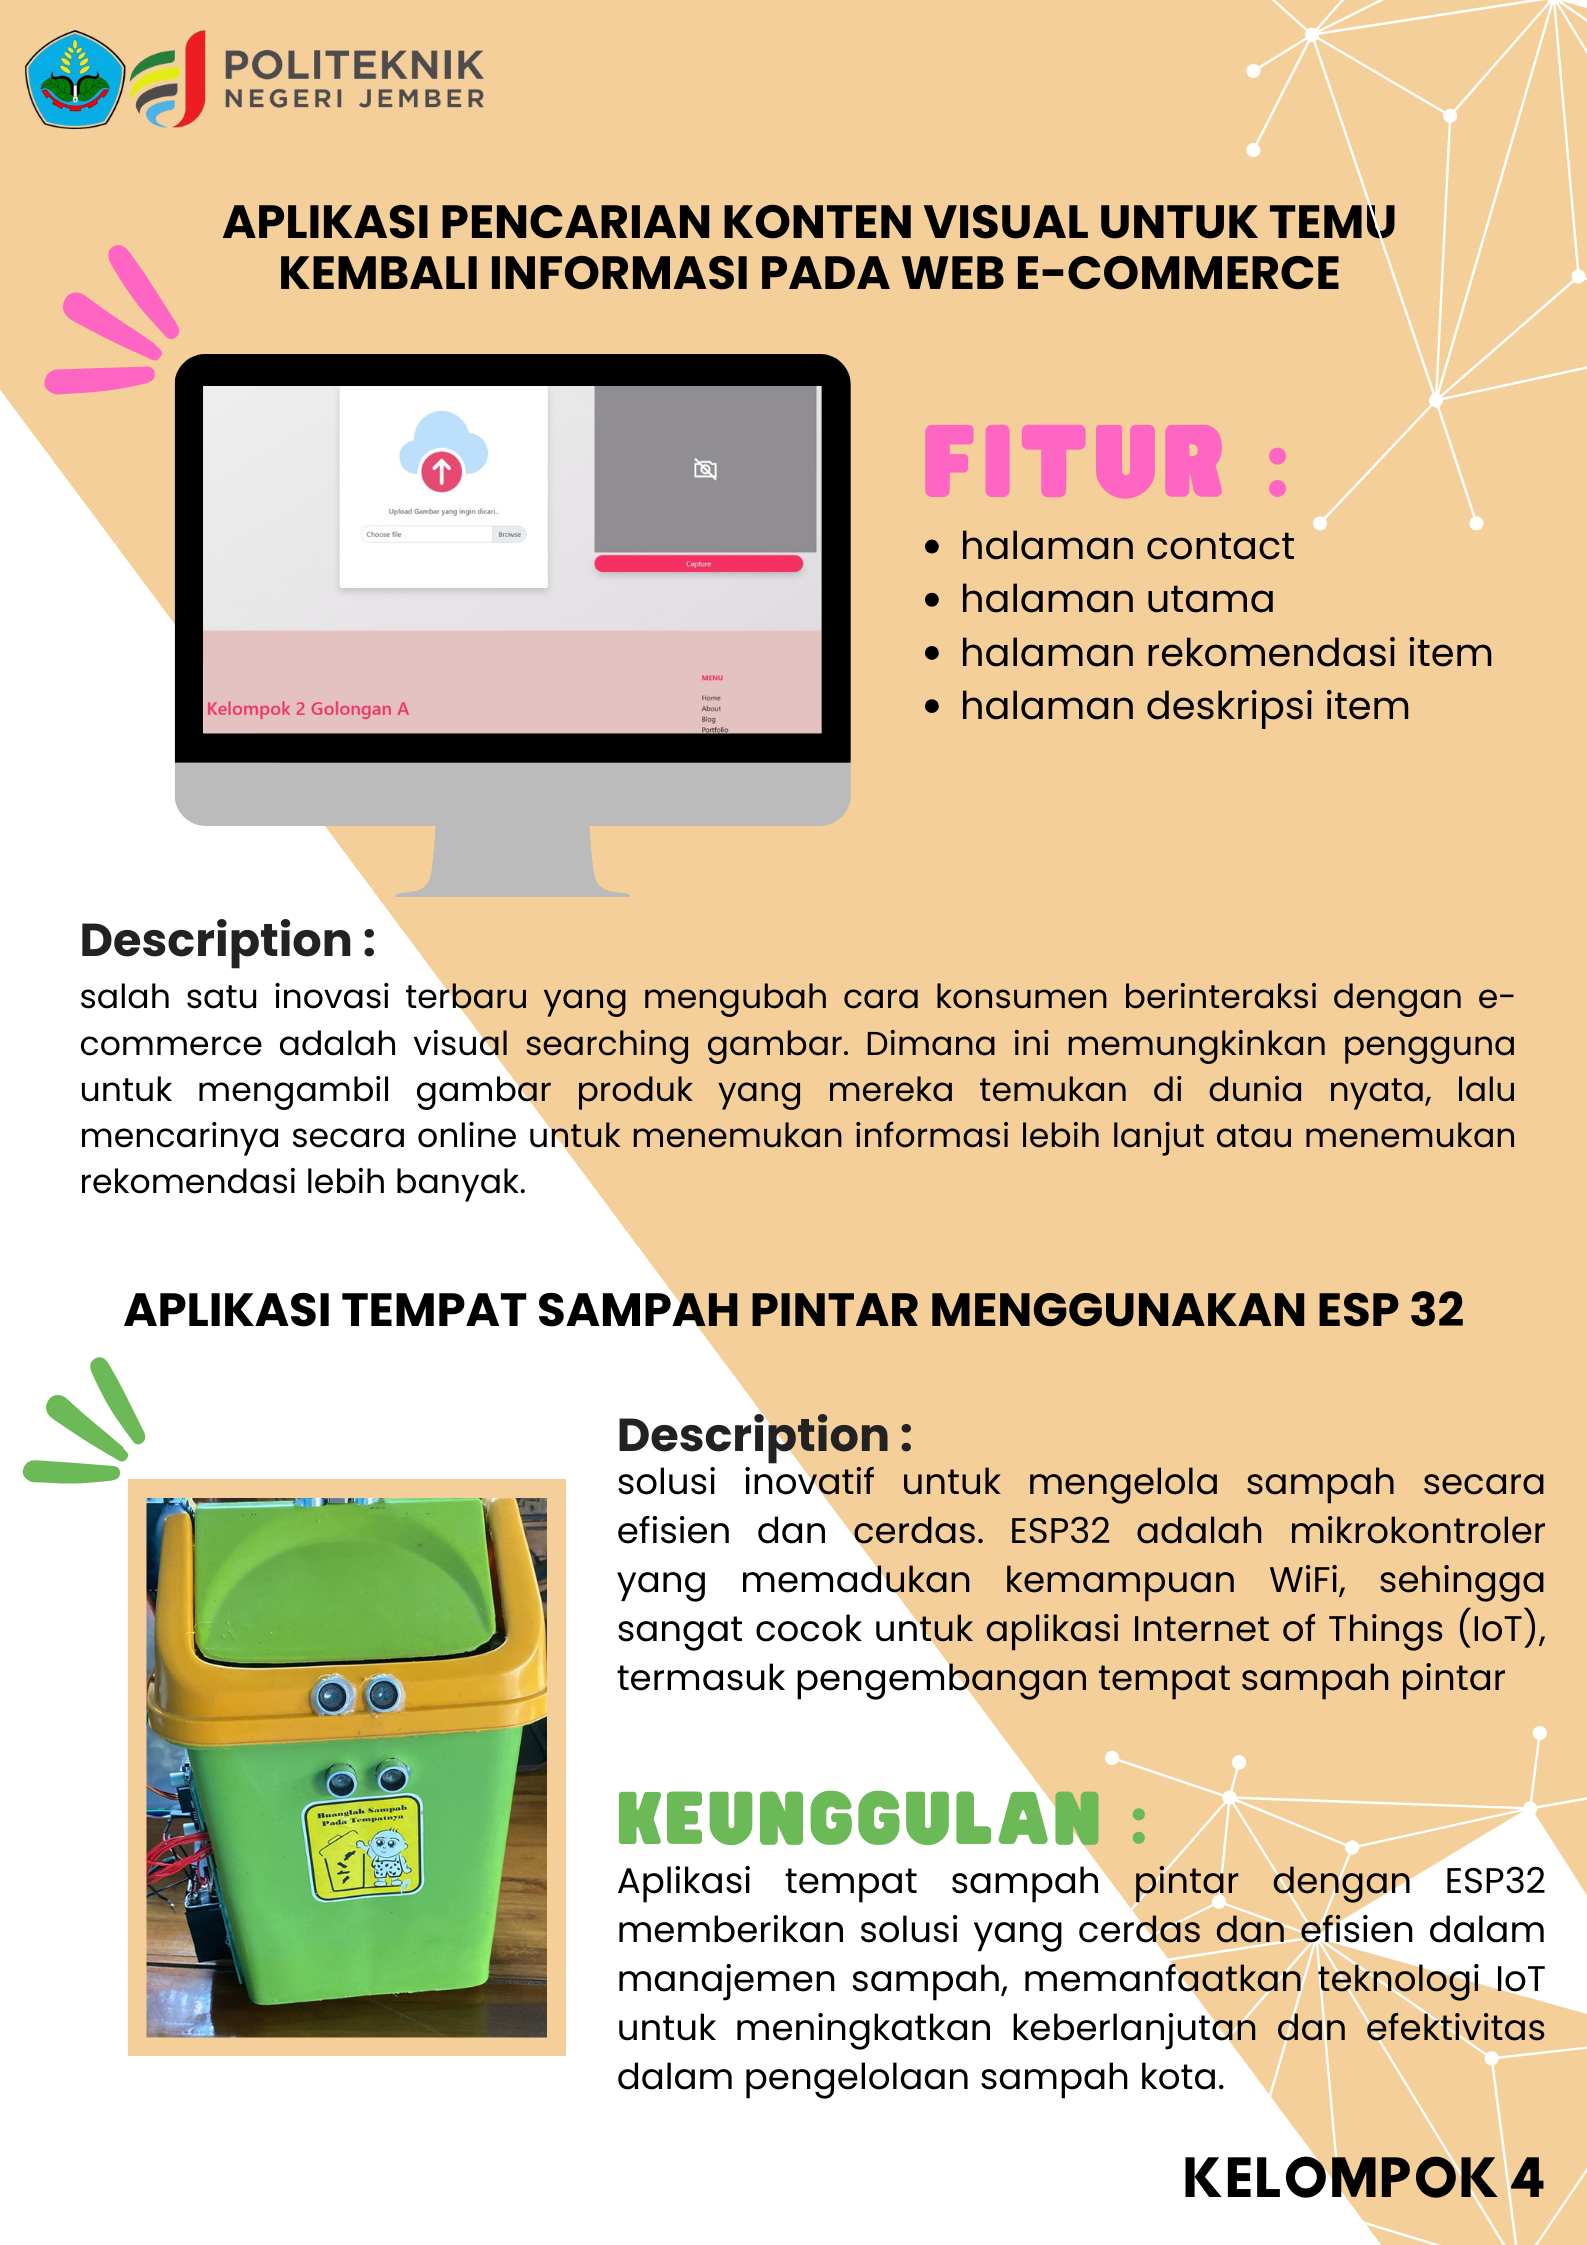 POLITEKNIK
NEGERI JEMBER
APLIKASI PENCARIAN KONTEN VISUAL UNTUK TEMU
KEMBALI INFORMASI PADA WEB E-COMMERCE
Upload Gambar yang ingin dicari..
Choose file
Browse
Capture
Kelompok 2 Golongan A
MENU
Home
About
Blog
Portfolio
FITUR :
• halaman contact
• halaman utama
• halaman rekomendasi item
• halaman deskripsi item
Description :
salah satu inovasi terbaru yang mengubah cara konsumen berinteraksi dengan e-
commerce adalah visual searching gambar. Dimana ini memungkinkan pengguna
untuk mengambil gambar produk yang mereka temukan di dunia nyata, lalu
mencarinya secara online untuk menemukan informasi lebih lanjut atau menemukan
rekomendasi lebih banyak.
APLIKASI TEMPAT SAMPAH PINTAR MENGGUNAKAN ESP 32
Description :
solusi inovatif untuk mengelola sampah secara
efisien dan cerdas. ESP32 adalah mikrokontroler
yang memadukan kemampuan WiFi, sehingga
sangat cocok untuk aplikasi Internet of Things (IoT),
termasuk pengembangan tempat sampah pintar
Buanglah Sampah
Pada Tempatnya
KEUNGGULAN :
Aplikasi tempat sampah pintar dengan ESP32
memberikan solusi yang cerdas dan efisien dalam
manajemen sampah, memanfaatkan teknologi IoT
untuk meningkatkan keberlanjutan dan efektivitas
dalam pengelolaan sampah kota.
KELOMPOK 4